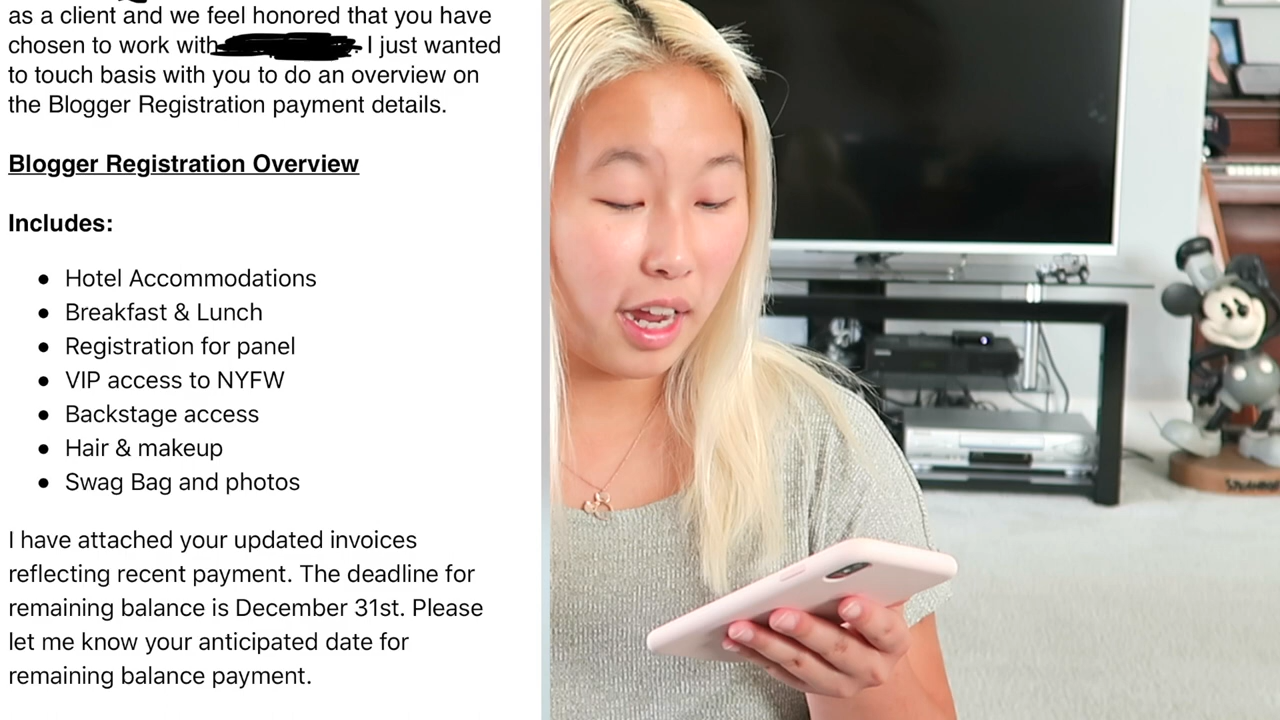 as a client and we feel honored that you have
chosen to work with . I just wanted
to touch basis with you to do an overview on
the Blogger Registration payment details.
Blogger Registration Overview
Includes:
● Hotel Accommodations
● Breakfast & Lunch
● Registration for panel
● VIP access to NYFW
● Backstage access
● Hair & makeup
● Swag Bag and photos
I have attached your updated invoices
reflecting recent payment. The deadline for
remaining balance is December 31st. Please
let me know your anticipated date for
remaining balance payment.